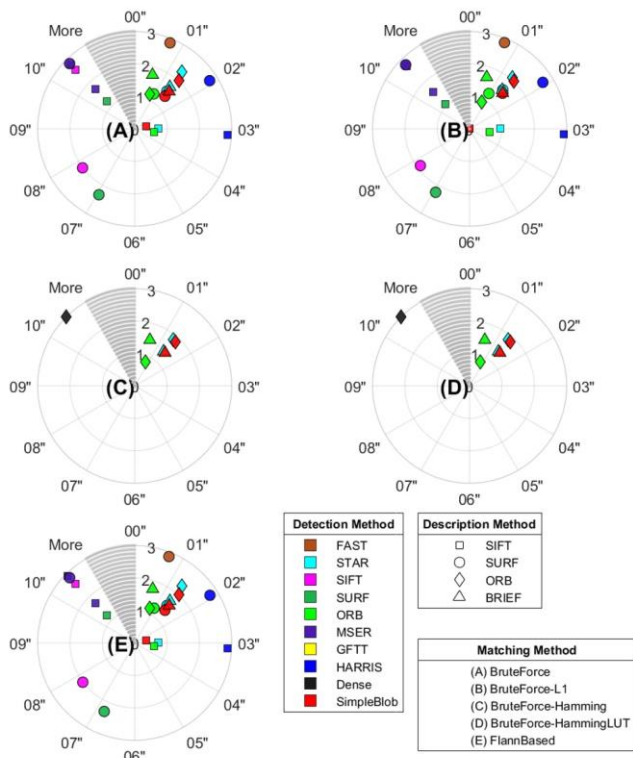 00"
01"
02"
03"
04"
05"
06"
07"
08"
09"
10"
More
3
2
1
0
(A)
00"
01"
02"
03"
04"
05"
06"
07"
08"
09"
10"
More
3
2
1
0
(B)
00"
01"
02"
03"
04"
05"
06"
07"
08"
09"
10"
More
3
2
1
0
(C)
00"
01"
02"
03"
04"
05"
06"
07"
08"
09"
10"
More
3
2
1
0
(D)
00"
01"
02"
03"
04"
05"
06"
07"
08"
09"
10"
More
3
2
1
0
(E)
Detection Method
FAST
STAR
SIFT
SURF
ORB
MSER
GFTT
HARRIS
Dense
SimpleBlob
Description Method
SIFT
SURF
ORB
BRIEF
Matching Method
(A) BruteForce
(B) BruteForce-L1
(C) BruteForce-Hamming
(D) BruteForce-HammingLUT
(E) FlannBased